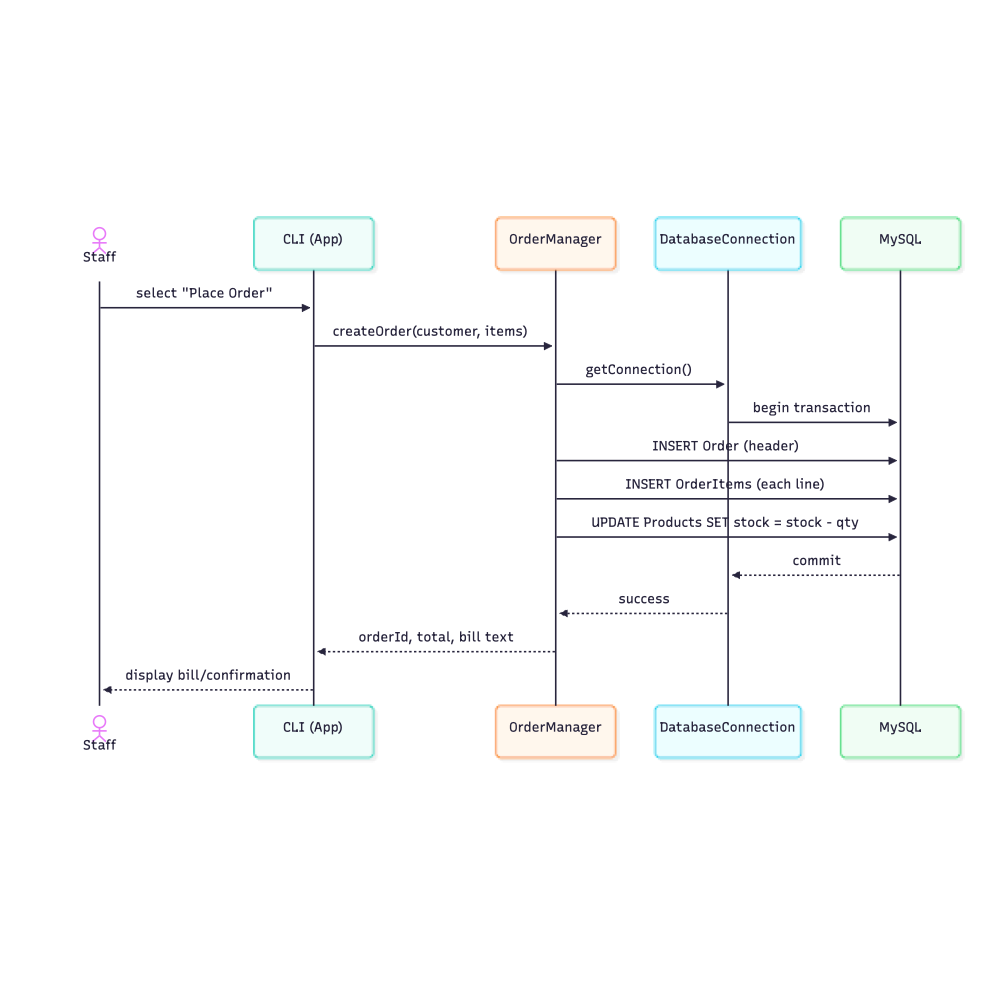 Staff
CLI (App)
OrderManager
DatabaseConnection
MySQL
select "Place Order"
createOrder(customer, items)
getConnection()
begin transaction
INSERT Order (header)
INSERT OrderItems (each line)
UPDATE Products SET stock = stock - qty
commit
success
orderId, total, bill text
display bill/confirmation
Staff
CLI (App)
OrderManager
DatabaseConnection
MySQL